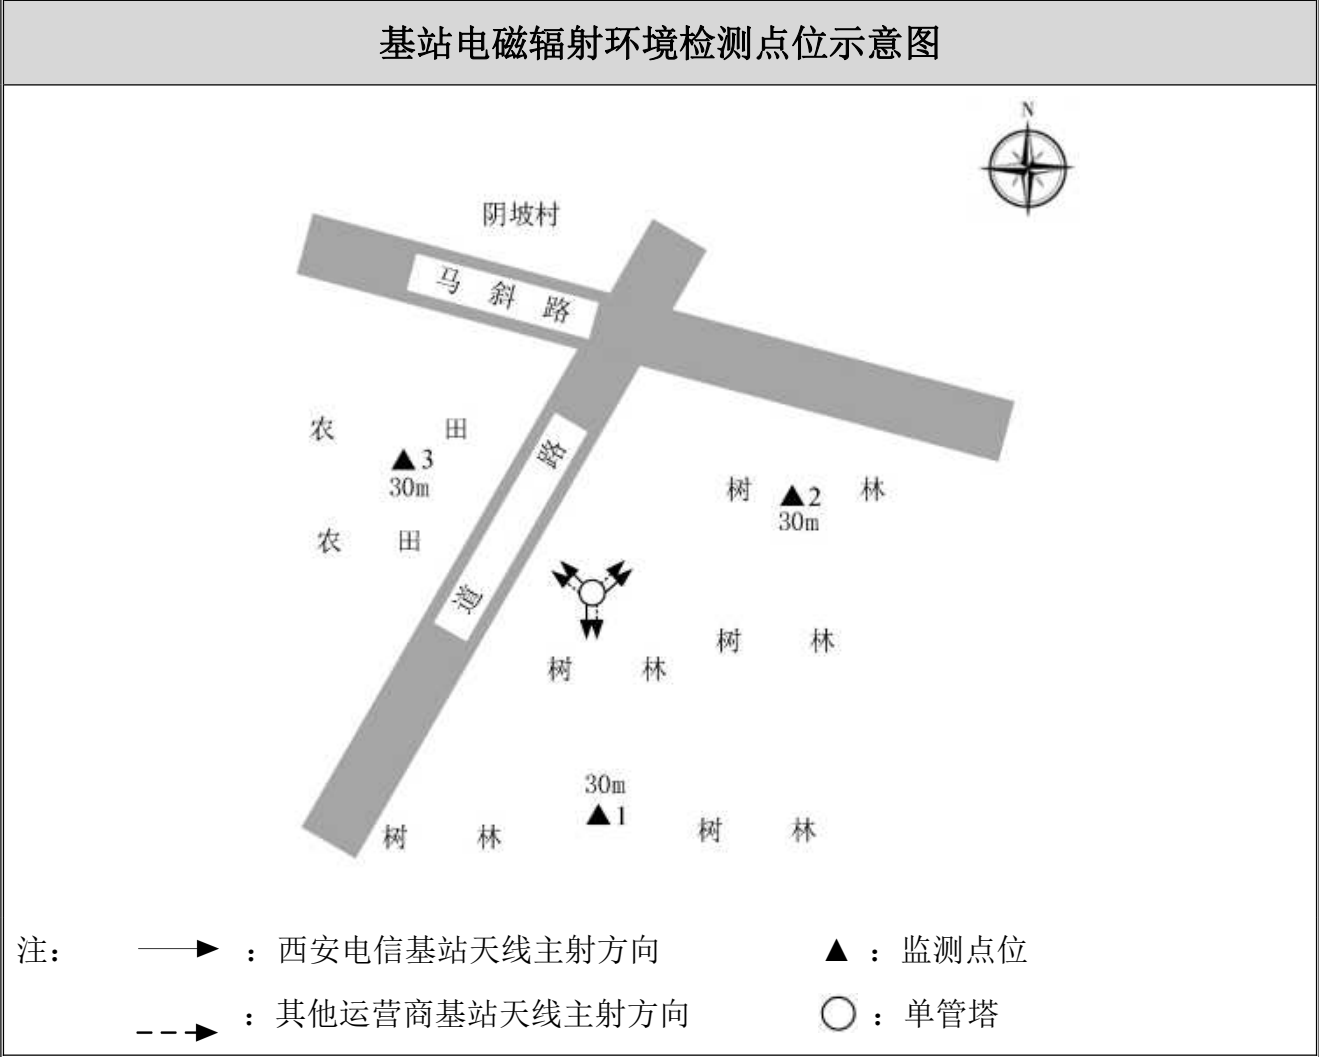 基站电磁辐射环境检测点位示意图
N
阴坡村
马斜路
农 田
▲3
30m
农 田
道路
树 ▲2 林
30m
树 林
树 林
30m
▲1
树 林
树 林
注： ：西安电信基站天线主射方向 ▲：监测点位
：其他运营商基站天线主射方向 ：单管塔